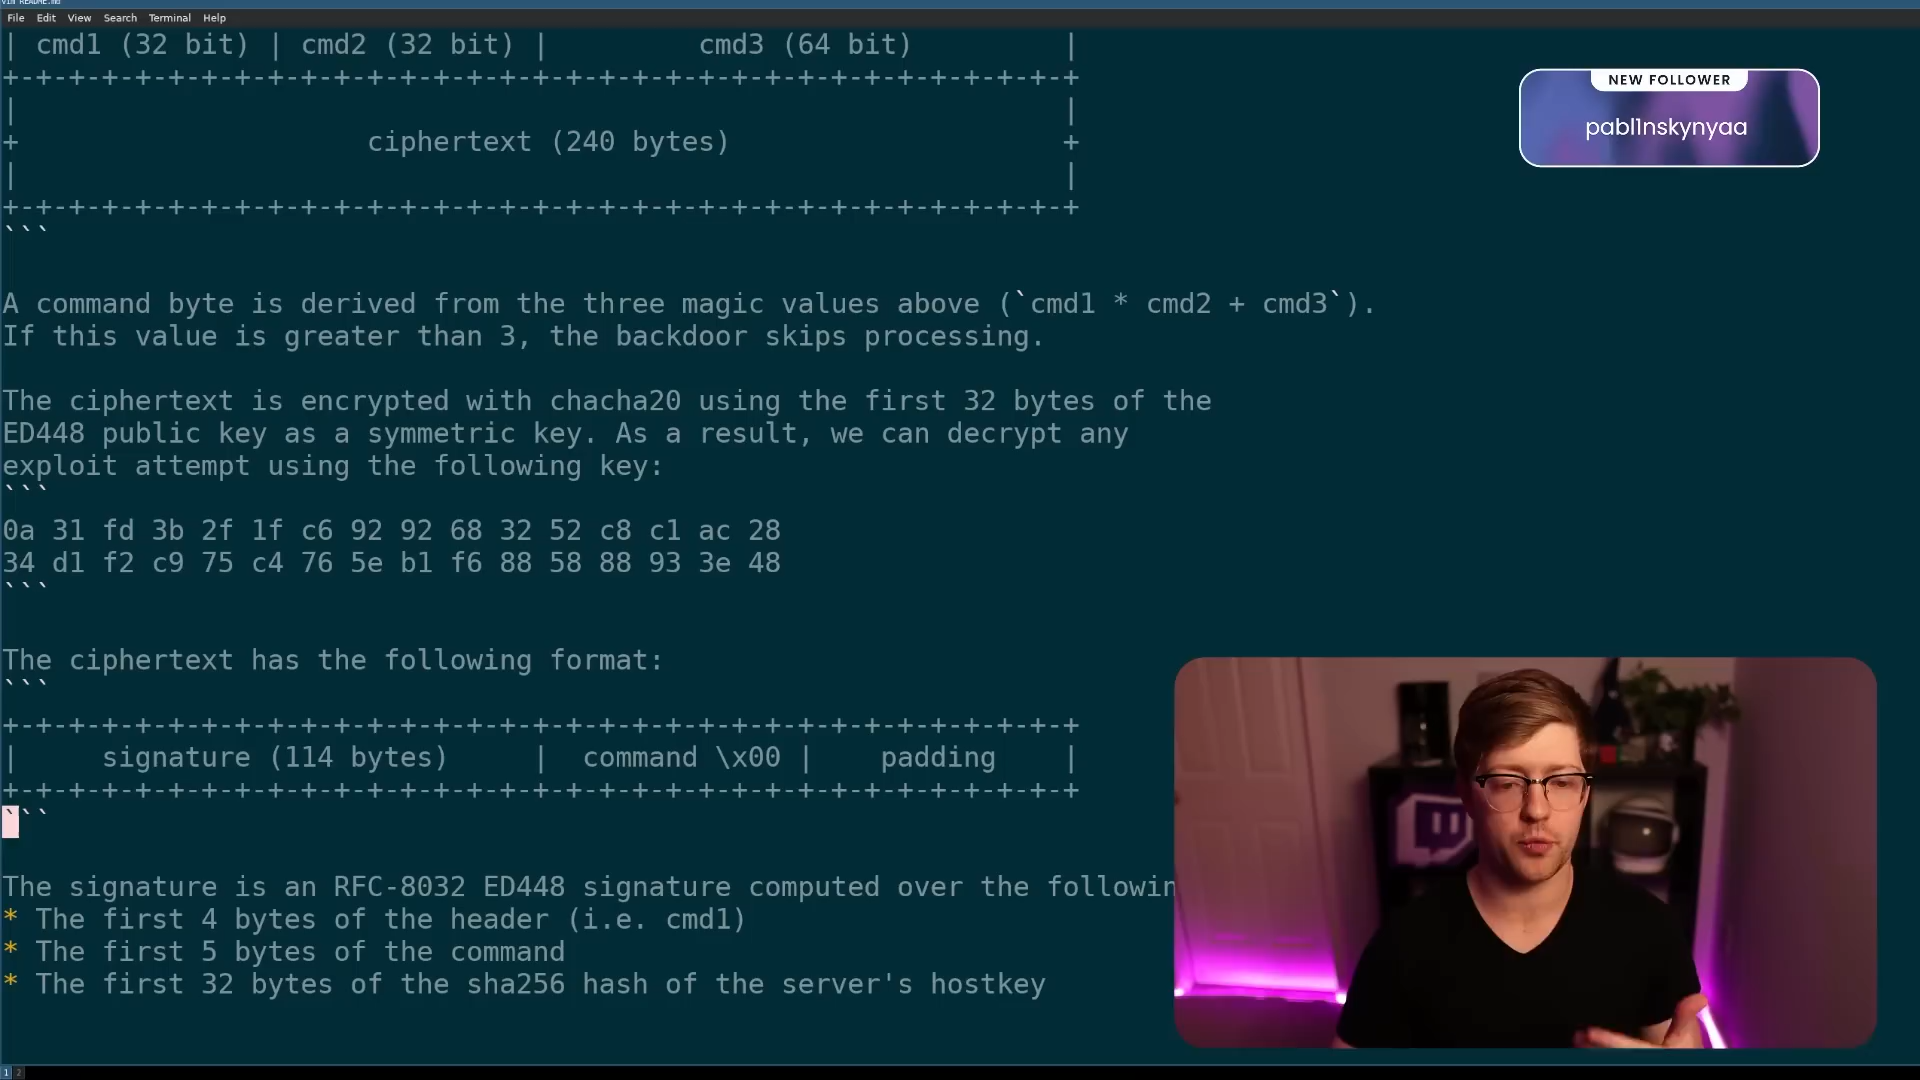 vim README.md
File Edit View Search Terminal Help
| cmd1 (32 bit) | cmd2 (32 bit) | cmd3 (64 bit) |
+-+-+-+-+-+-+-+-+-+-+-+-+-+-+-+-+-+-+-+-+-+-+-+-+-+-+-+-+-+-+-+-+-+
| |
+ ciphertext (240 bytes) +
| |
+-+-+-+-+-+-+-+-+-+-+-+-+-+-+-+-+-+-+-+-+-+-+-+-+-+-+-+-+-+-+-+-+-+
```
A command byte is derived from the three magic values above (`cmd1 * cmd2 + cmd3`).
If this value is greater than 3, the backdoor skips processing.
The ciphertext is encrypted with chacha20 using the first 32 bytes of the
ED448 public key as a symmetric key. As a result, we can decrypt any
exploit attempt using the following key:
```
0a 31 fd 3b 2f 1f c6 92 92 68 32 52 c8 c1 ac 28
34 d1 f2 c9 75 c4 76 5e b1 f6 88 58 88 93 3e 48
```
The ciphertext has the following format:
```
+-+-+-+-+-+-+-+-+-+-+-+-+-+-+-+-+-+-+-+-+-+-+-+-+-+-+-+-+-+-+-+-+-+
| signature (114 bytes) | command \x00 | padding |
+-+-+-+-+-+-+-+-+-+-+-+-+-+-+-+-+-+-+-+-+-+-+-+-+-+-+-+-+-+-+-+-+-+
```
The signature is an RFC-8032 ED448 signature computed over the followin
* The first 4 bytes of the header (i.e. cmd1)
* The first 5 bytes of the command
* The first 32 bytes of the sha256 hash of the server's hostkey
1 2
NEW FOLLOWER
pabl1nskynyaa